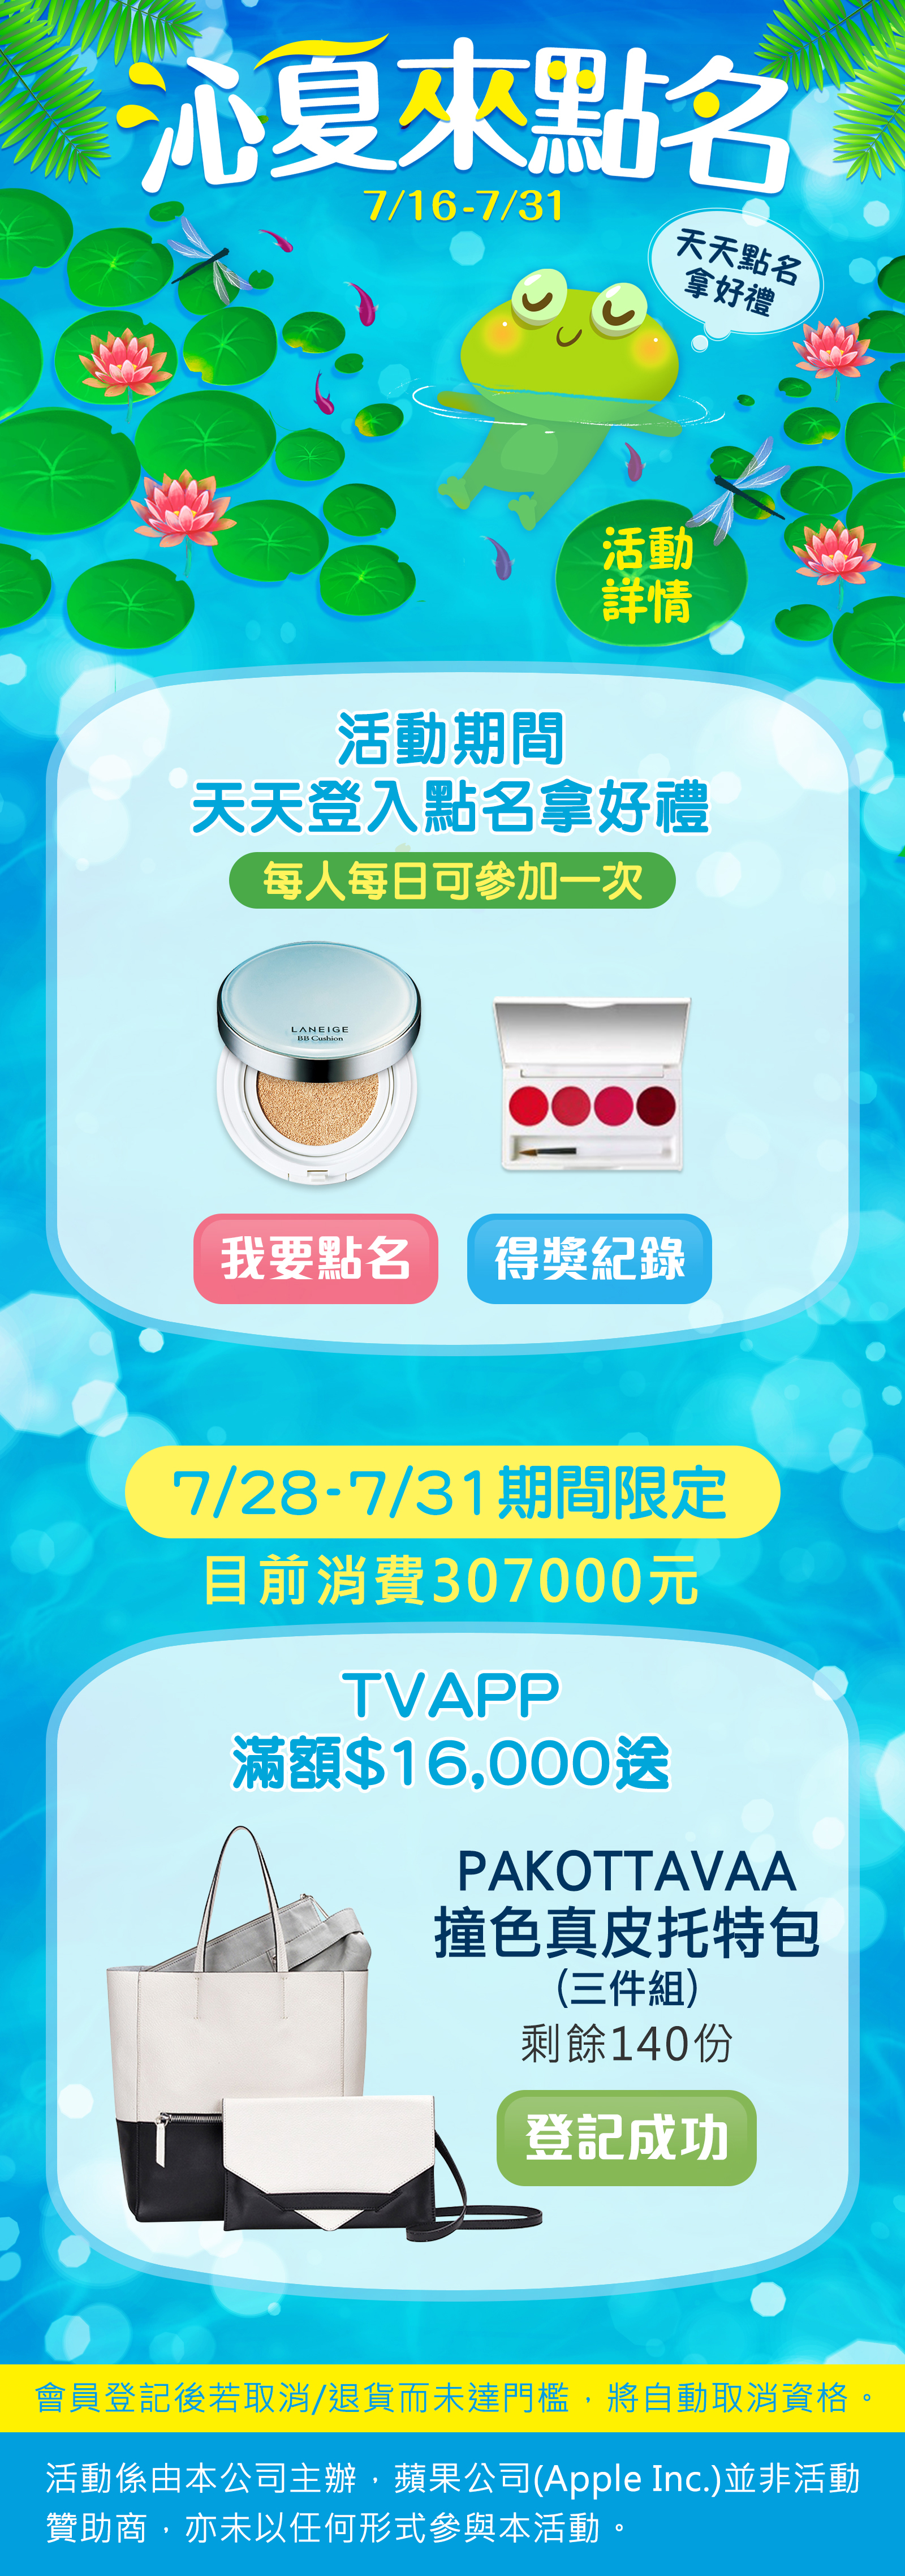 沁夏來點名
7/16-7/31
天天點名
拿好禮
活動
詳情
活動期間
天天登入點名拿好禮
每人每日可參加一次
LANEIGE
BB Cushion
我要點名
得獎紀錄
7/28-7/31期間限定
目前消費307000元
TVAPP
滿額$16,000送
PAKOTTAVAA
撞色真皮托特包
(三件組)
剩餘140份
登記成功
會員登記後若取消/退貨而未達門檻，將自動取消資格。
活動係由本公司主辦，蘋果公司(Apple Inc.)並非活動
贊助商，亦未以任何形式參與本活動。